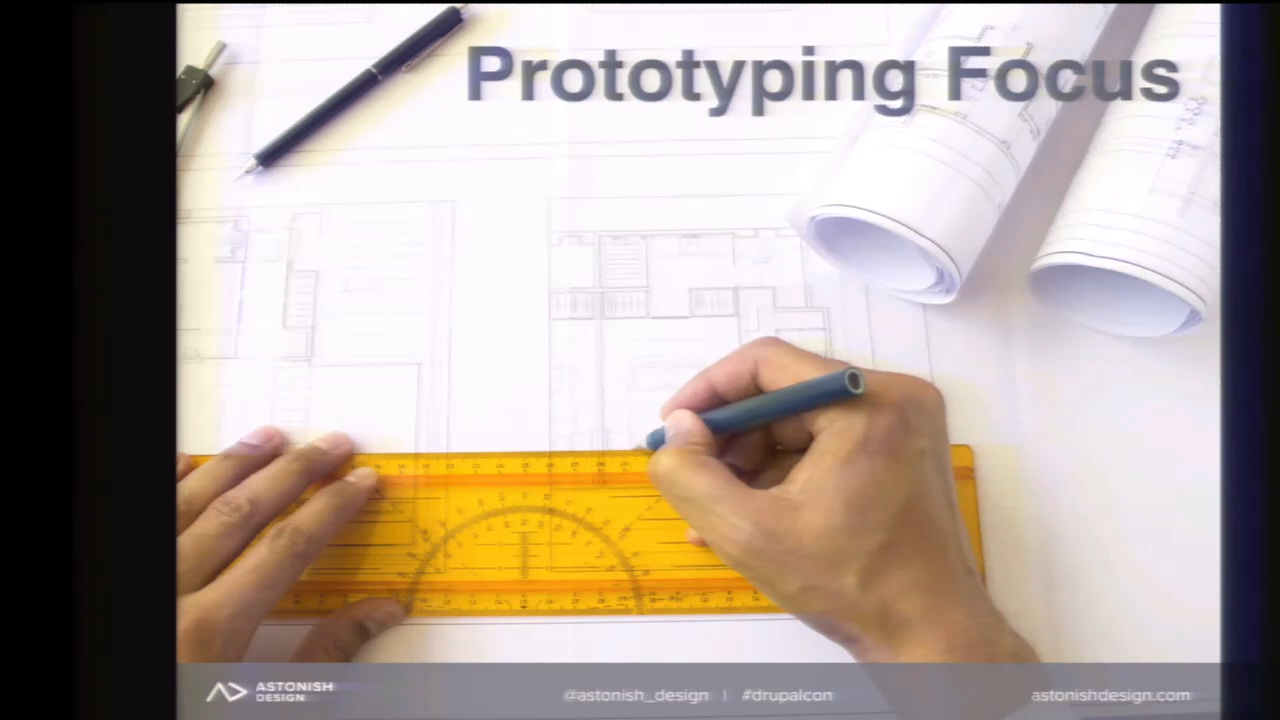 Prototyping Focus
ASTONISH
DESIGN
@astonish_design | #drupalcon
astonishdesign.com